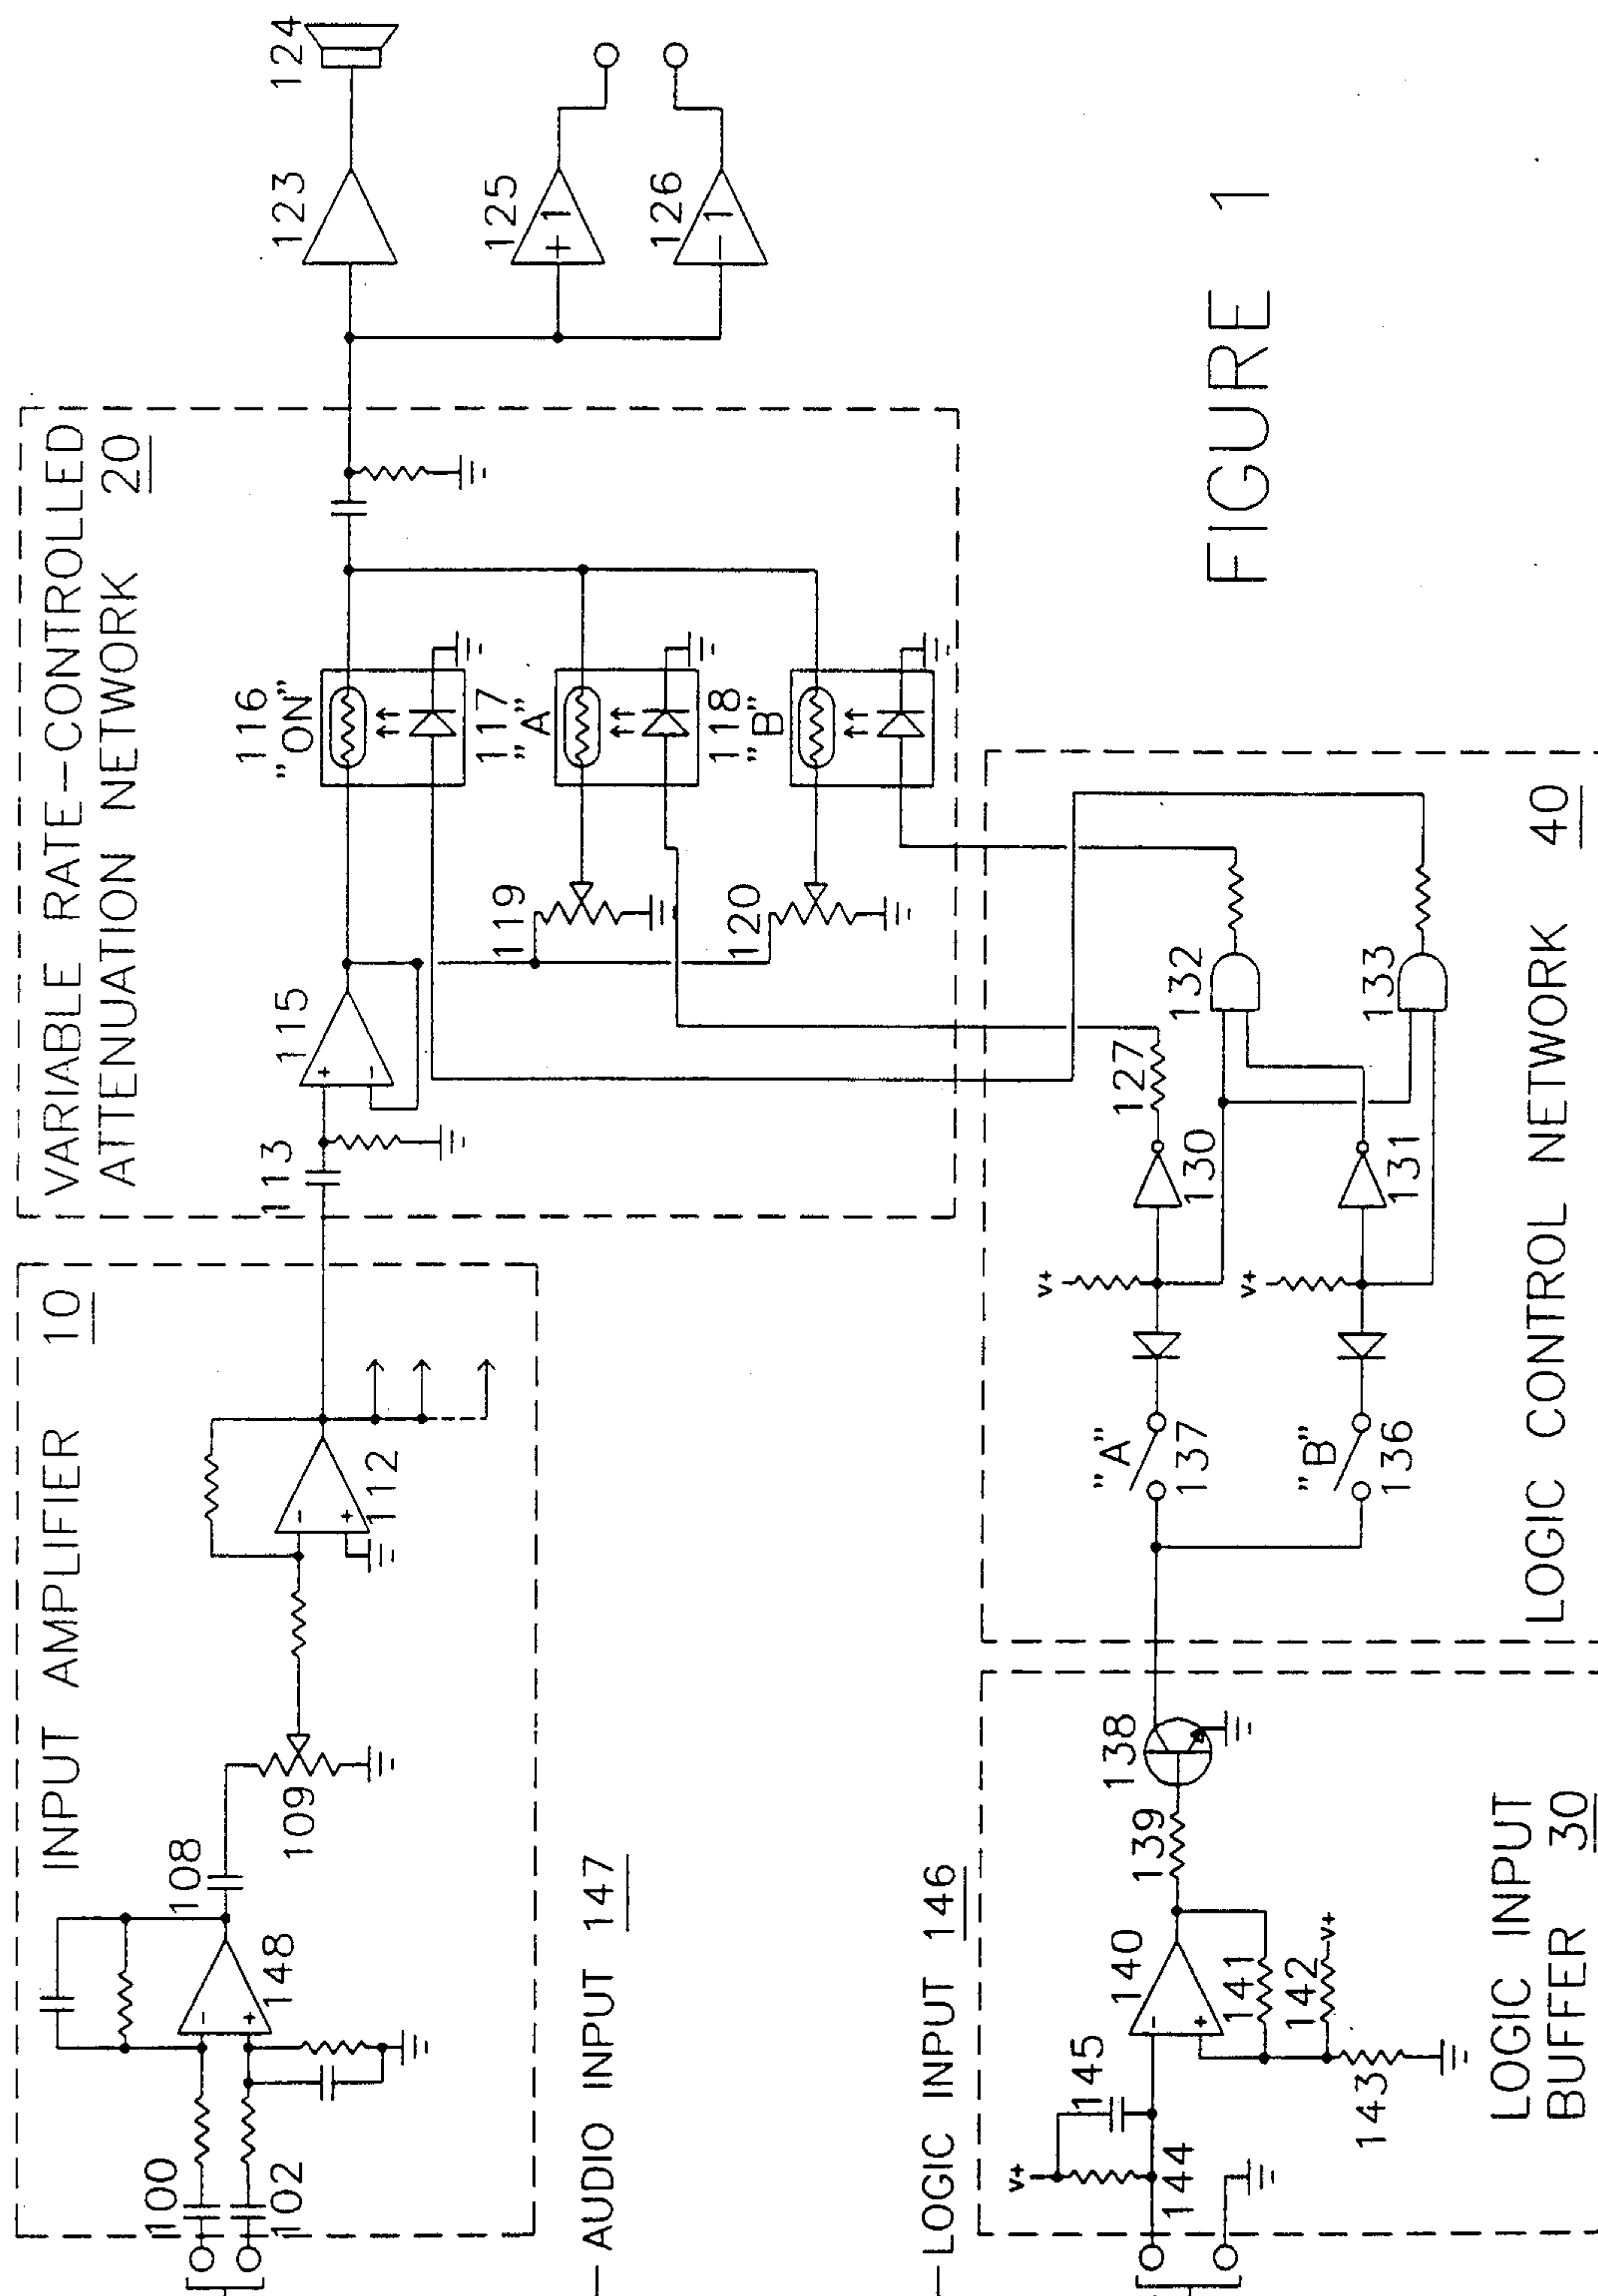 VARIABLE RATE-CONTROLLED
ATTENUATION NETWORK 20
INPUT AMPLIFIER 10
100
102
148
108
109
112
113
115
116
"ON"
117
"A"
118
"B"
119
120
123
124
125
+1
126
-1
+
-
-
+
-
+
AUDIO INPUT 147
LOGIC INPUT 146
v+
144
145
-
+
140
141
142
v+
143
139
138
LOGIC INPUT
BUFFER 30
"A"
137
"B"
136
v+
v+
130
131
127
132
133
LOGIC CONTROL NETWORK 40
FIGURE 1